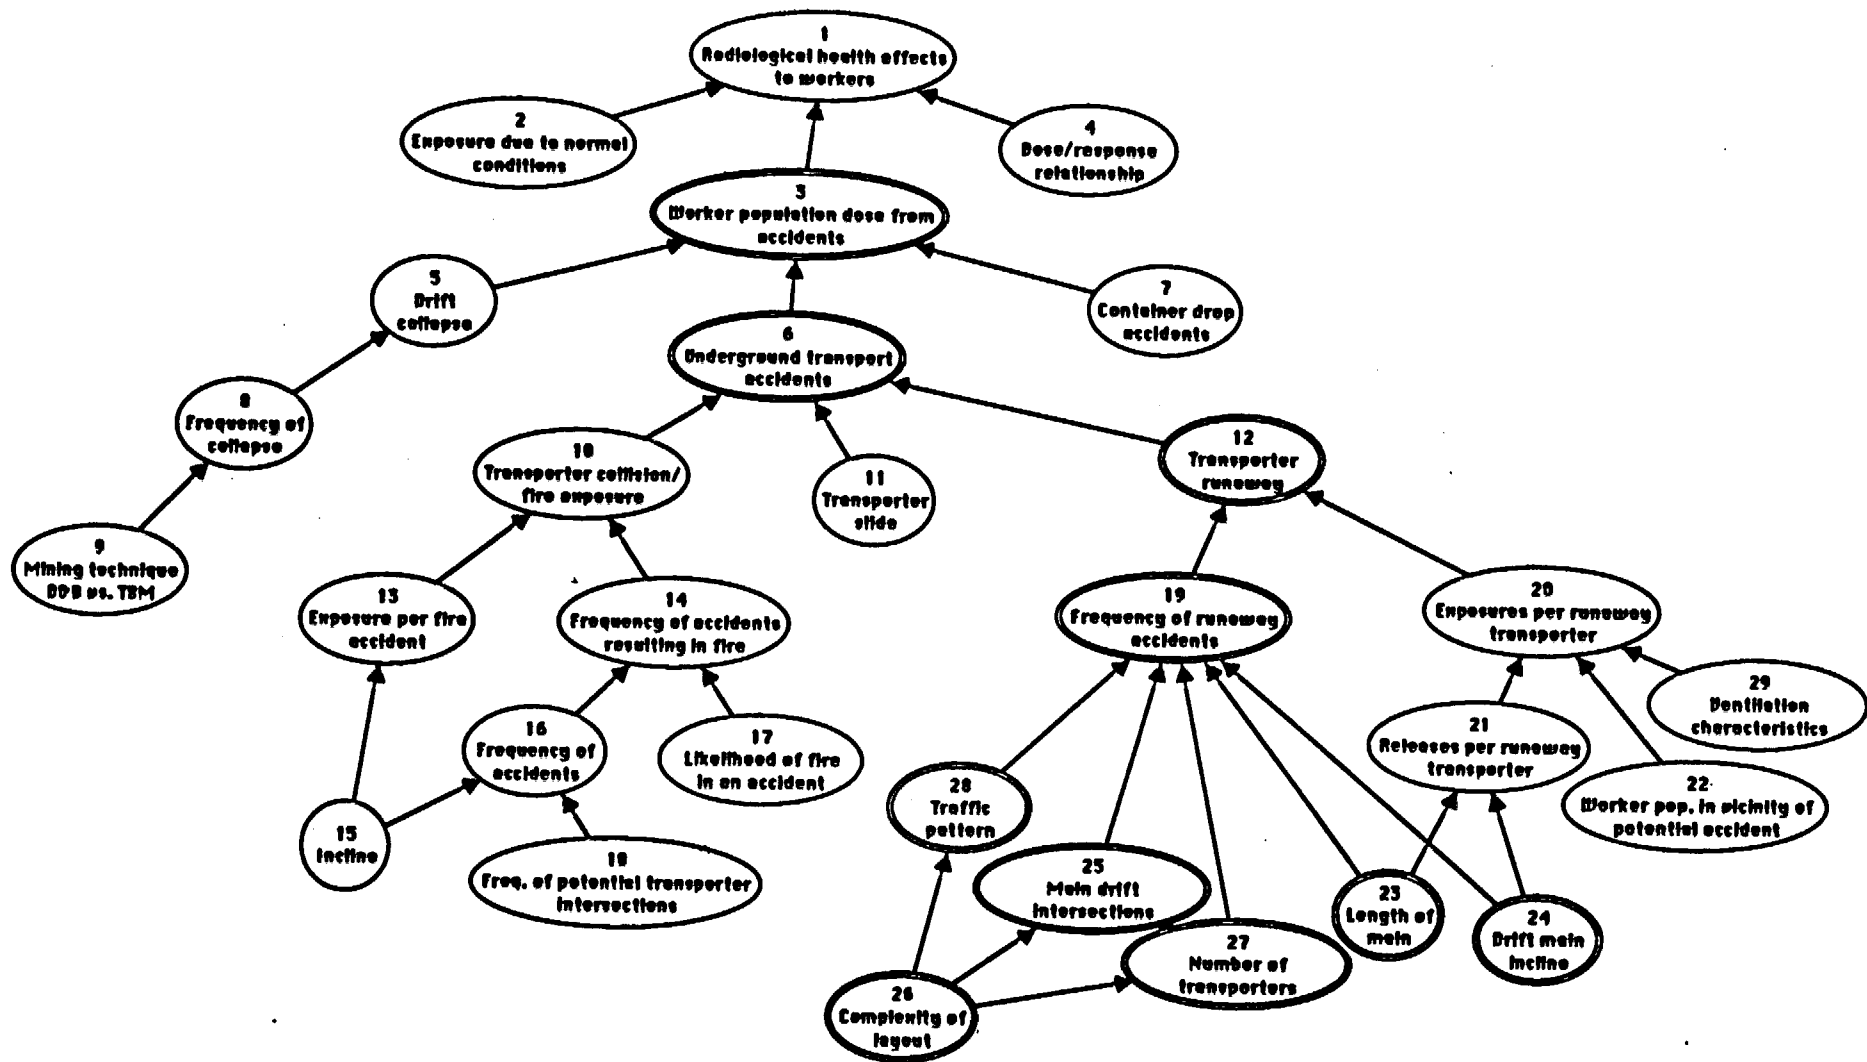 1
Radiological health effects
to workers
2
Exposure due to normal
conditions
4
Dose/response
relationship
3
Worker population dose from
accidents
5
Drift
collapse
7
Container drop
accidents
6
Underground transport
accidents
8
Frequency of
collapse
10
Transporter collision/
fire exposure
11
Transporter
slide
12
Transporter
runaway
9
Mining technique
DDB vs. TBM
13
Exposure per fire
accident
14
Frequency of accidents
resulting in fire
19
Frequency of runaway
accidents
20
Exposures per runaway
transporter
29
Ventilation
characteristics
16
Frequency of
accidents
17
Likelihood of fire
in an accident
21
Releases per runaway
transporter
28
Traffic
pattern
22
Worker pop. in vicinity of
potential accident
15
Incline
18
Freq. of potential transporter
intersections
25
Main drift
intersections
23
Length of
main
24
Drift main
incline
27
Number of
transporters
26
Complexity of
layout